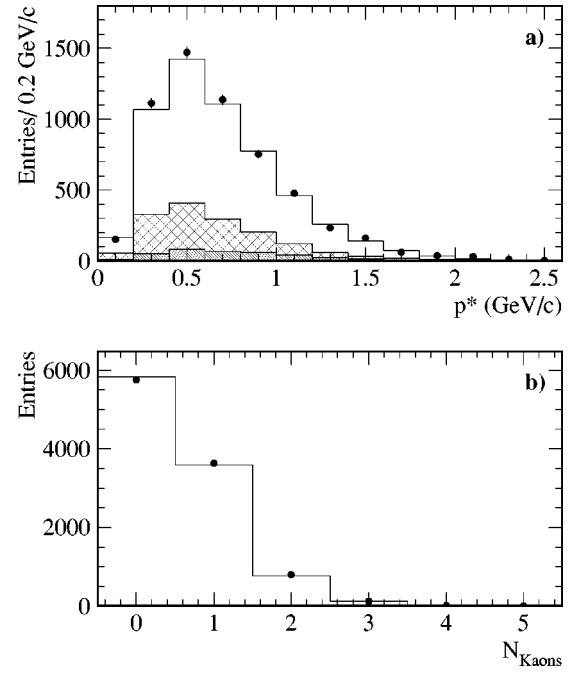 a)
Entries/ 0.2 GeV/c
1500
1000
500
0
0 0.5 1 1.5 2 2.5
p* (GeV/c)
b)
Entries
6000
4000
2000
0
0 1 2 3 4 5
N_Kaons